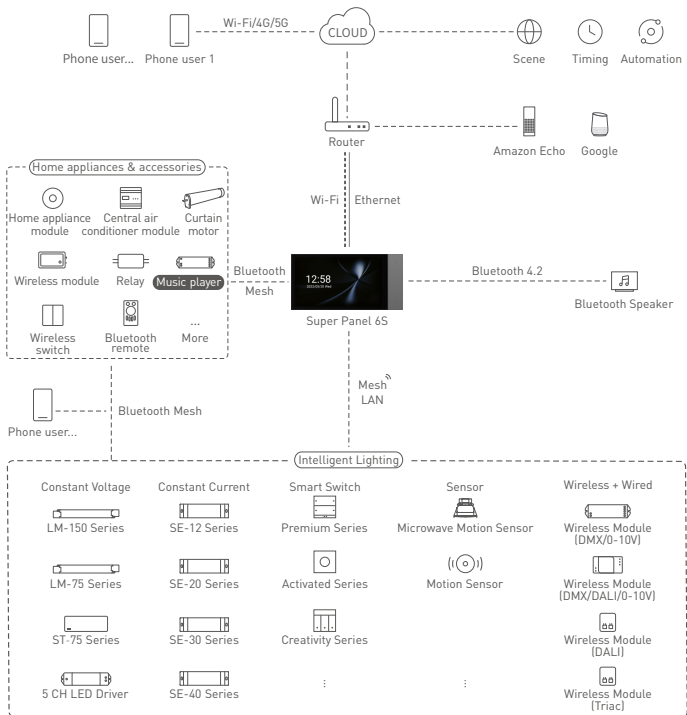 Wi-Fi/4G/5G
CLOUD
Phone user... Phone user 1
Scene Timing Automation
Router
Amazon Echo Google
Home appliances & accessories
Wi-Fi Ethernet
Home appliance module
Central air conditioner module
Curtain motor
Wireless module Relay Music player
Bluetooth Mesh
12:58
Bluetooth 4.2
Bluetooth Speaker
Super Panel 6S
Wireless switch
Bluetooth remote
...
More
Mesh
LAN
Phone user...
Bluetooth Mesh
Intelligent Lighting
Constant Voltage Constant Current Smart Switch Sensor Wireless + Wired
LM-150 Series SE-12 Series Premium Series Microwave Motion Sensor Wireless Module
(DMX/0-10V)
LM-75 Series SE-20 Series Activated Series Motion Sensor Wireless Module
(DMX/DALI/0-10V)
ST-75 Series SE-30 Series Creativity Series Wireless Module
(DALI)
5 CH LED Driver SE-40 Series ⋮ ⋮ Wireless Module
(Triac)